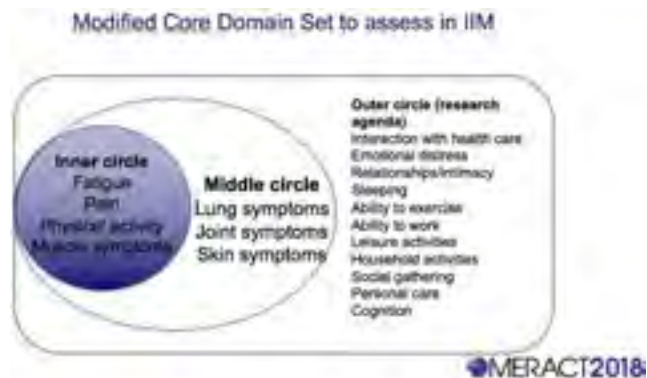 Modified Core Domain Set to assess in IIM
Inner circle
Fatigue
Pain
Physical activity
Muscle symptoms
Middle circle
Lung symptoms
Joint symptoms
Skin symptoms
Outer circle (research
agenda)
Interaction with health care
Emotional distress
Relationships/intimacy
Sleeping
Ability to exercise
Ability to work
Leisure activities
Household activities
Social gathering
Personal care
Cognition
OMERACT2018